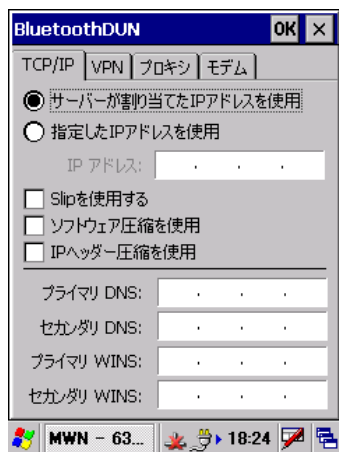 BluetoothDUN OK ×
TCP/IP VPN プロキシ モデム
サーバーが割り当てたIPアドレスを使用
指定したIPアドレスを使用
IP アドレス: . . .
Slipを使用する
ソフトウェア圧縮を使用
IPヘッダー圧縮を使用
プライマリ DNS: . . .
セカンダリ DNS: . . .
プライマリ WINS: . . .
セカンダリ WINS: . . .
MWN - 63... 18:24